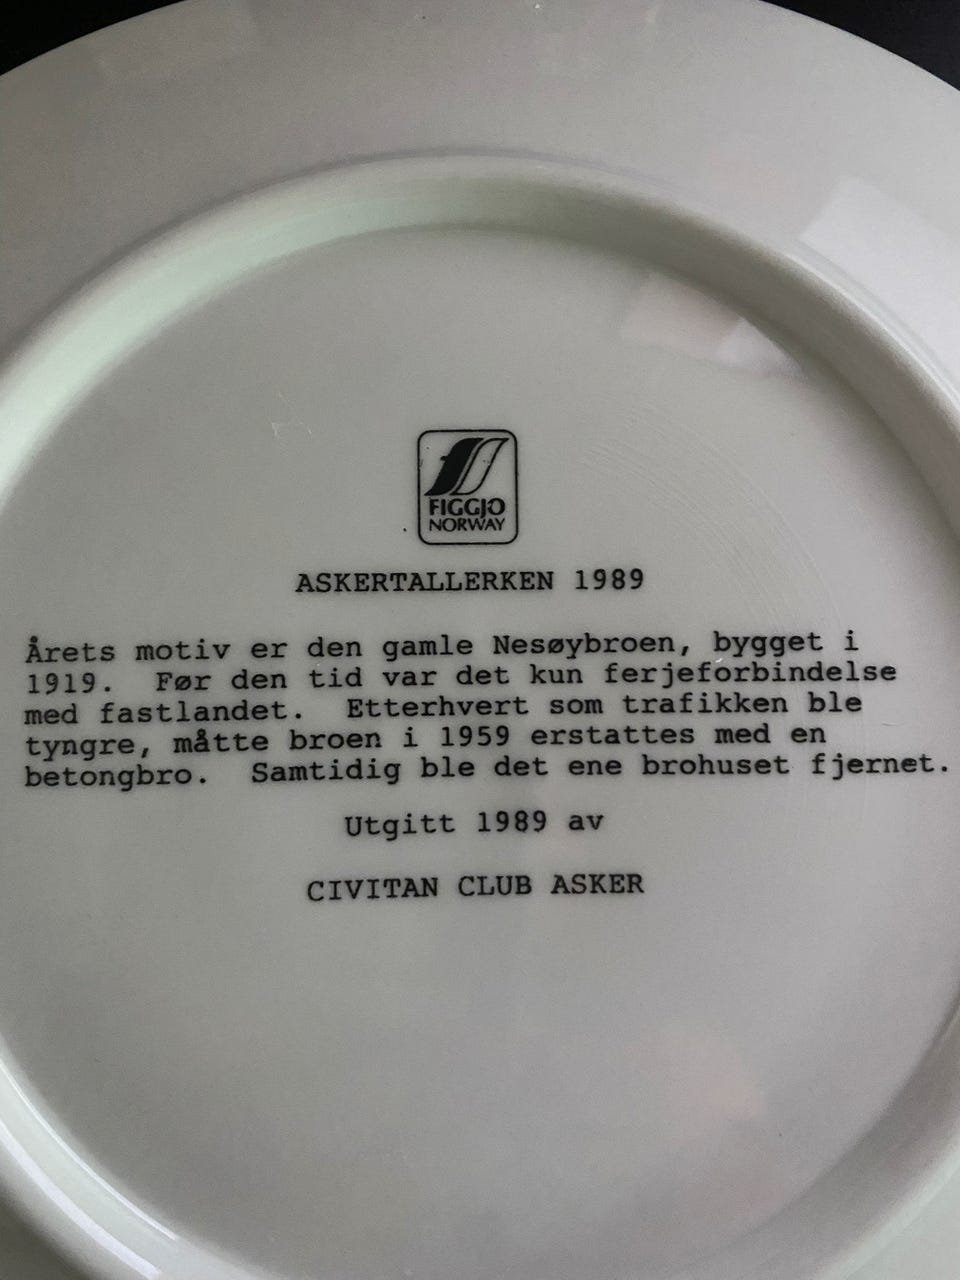 FIGGJO
NORWAY
ASKERTALLERKEN 1989
Årets motiv er den gamle Nesøybroen, bygget i
1919. Før den tid var det kun ferjeforbindelse
med fastlandet. Etterhvert som trafikken ble
tyngre, måtte broen i 1959 erstattes med en
betongbro. Samtidig ble det ene brohuset fjernet.
Utgitt 1989 av
CIVITAN CLUB ASKER